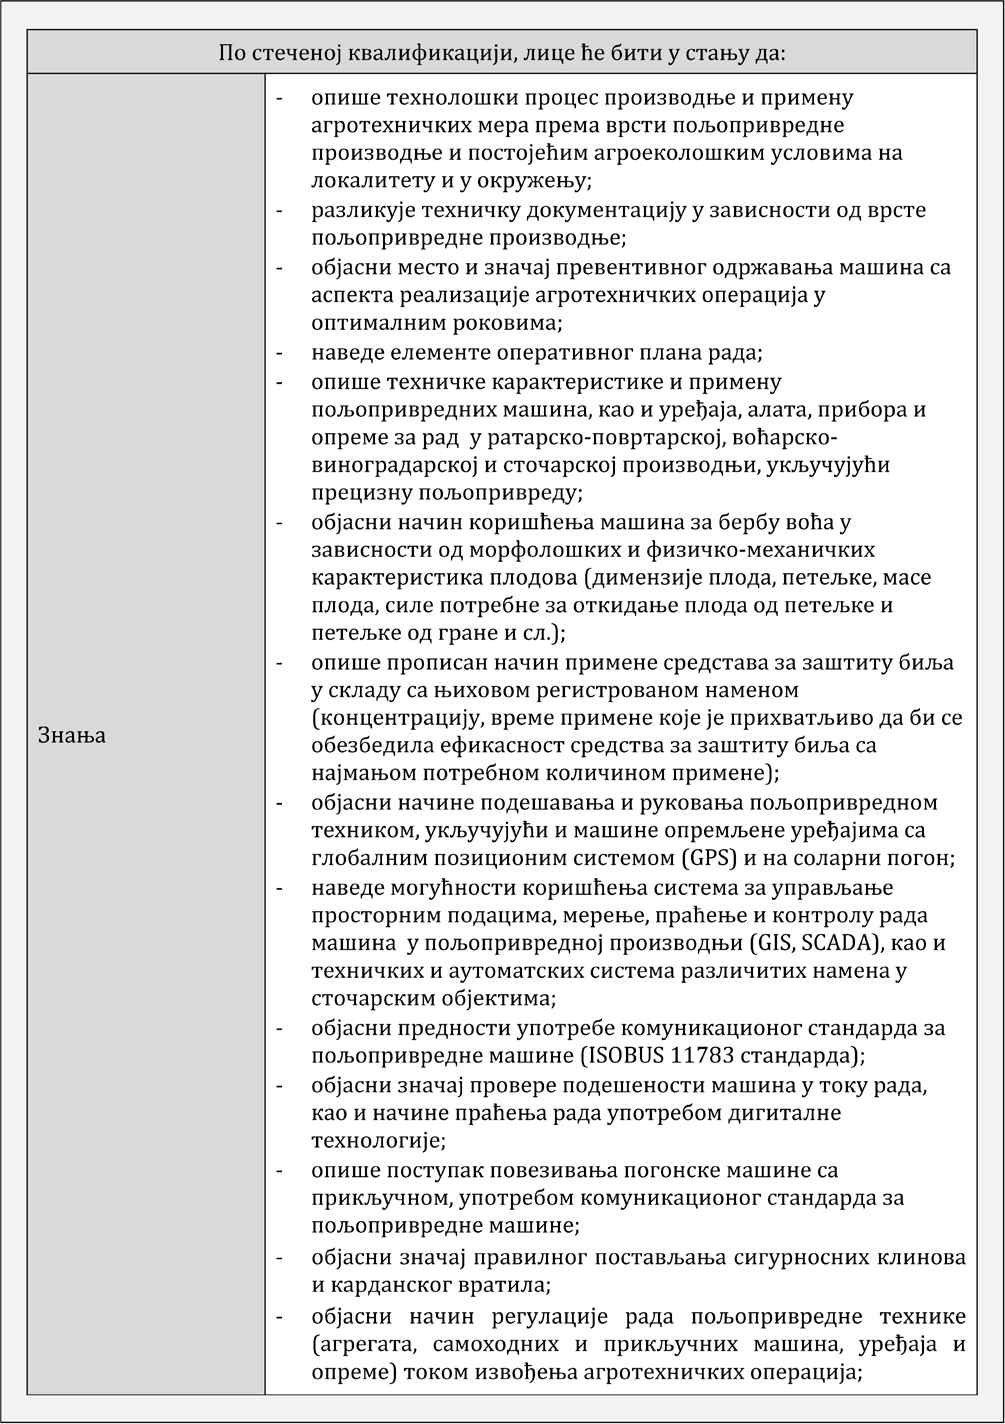 По стеченој квалификацији, лице ће бити у стању да:
Знања
- опише технолошки процес производње и примену
агротехничких мера према врсти пољопривредне
производње и постојећим агроеколошким условима на
локалитету и у окружењу;
- разликује техничку документацију у зависности од врсте
пољопривредне производње;
- објасни место и значај превентивног одржавања машина са
аспекта реализације агротехничких операција у
оптималним роковима;
- наведе елементе оперативног плана рада;
- опише техничке карактеристике и примену
пољопривредних машина, као и уређаја, алата, прибора и
опреме за рад  у ратарско-повртарској, воћарско-
виноградарској и сточарској производњи, укључујући
прецизну пољопривреду;
- објасни начин коришћења машина за бербу воћа у
зависности од морфолошких и физичко-механичких
карактеристика плодова (димензије плода, петељке, масе
плода, силе потребне за откидање плода од петељке и
петељке од гране и сл.);
- опише прописан начин примене средстава за заштиту биља
у складу са њиховом регистрованом наменом
(концентрацију, време примене које је прихватљиво да би се
обезбедила ефикасност средства за заштиту биља са
најмањом потребном количином примене);
- објасни начине подешавања и руковања пољопривредном
техником, укључујући и машине опремљене уређајима са
глобалним позиционим системом (GPS) и на соларни погон;
- наведе могућности коришћења система за управљање
просторним подацима, мерење, праћење и контролу рада
машина  у пољопривредној производњи (GIS, SCADA), као и
техничких и аутоматских система различитих намена у
сточарским објектима;
- објасни предности употребе комуникационог стандарда за
пољопривредне машине (ISOBUS 11783 стандарда);
- објасни значај провере подешености машина у току рада,
као и начине праћења рада употребом дигиталне
технологије;
- опише поступак повезивања погонске машине са
прикључном, употребом комуникационог стандарда за
пољопривредне машине;
- објасни значај правилног постављања сигурносних клинова
и карданског вратила;
- објасни начин регулације рада пољопривредне технике
(агрегата, самоходних и прикључних машина, уређаја и
опреме) током извођења агротехничких операција;